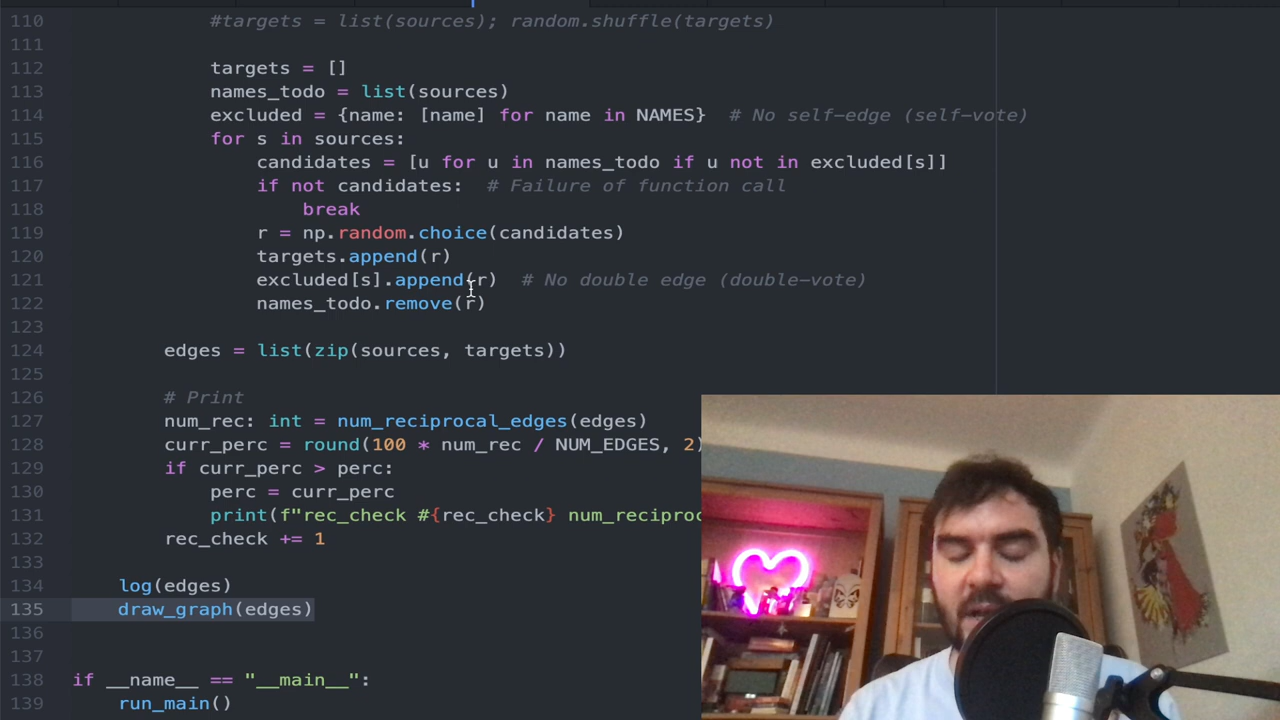 110 #targets = list(sources); random.shuffle(targets)
111
112 targets = []
113 names_todo = list(sources)
114 excluded = {name: [name] for name in NAMES}  # No self-edge (self-vote)
115 for s in sources:
116 candidates = [u for u in names_todo if u not in excluded[s]]
117 if not candidates:  # Failure of function call
118 break
119 r = np.random.choice(candidates)
120 targets.append(r)
121 excluded[s].append(r)  # No double edge (double-vote)
122 names_todo.remove(r)
123
124 edges = list(zip(sources, targets))
125
126 # Print
127 num_rec: int = num_reciprocal_edges(edges)
128 curr_perc = round(100 * num_rec / NUM_EDGES, 2)
129 if curr_perc > perc:
130 perc = curr_perc
131 print(f"rec_check #{rec_check} num_reciproc
132 rec_check += 1
133
134 log(edges)
135 draw_graph(edges)
136
137
138 if __name__ == "__main__":
139 run_main()